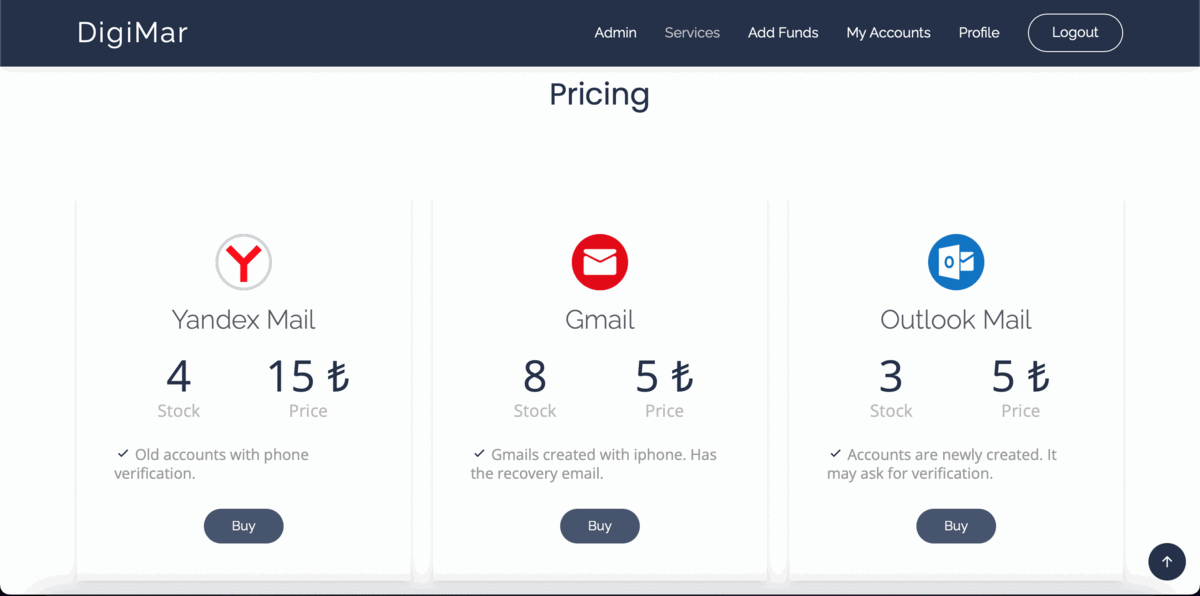 DigiMar
Admin Services Add Funds My Accounts Profile Logout
Pricing
Yandex Mail
4 15 ₺
Stock Price
Old accounts with phone
verification.
Buy
Gmail
8 5 ₺
Stock Price
Gmails created with iphone. Has
the recovery email.
Buy
Outlook Mail
3 5 ₺
Stock Price
Accounts are newly created. It
may ask for verification.
Buy